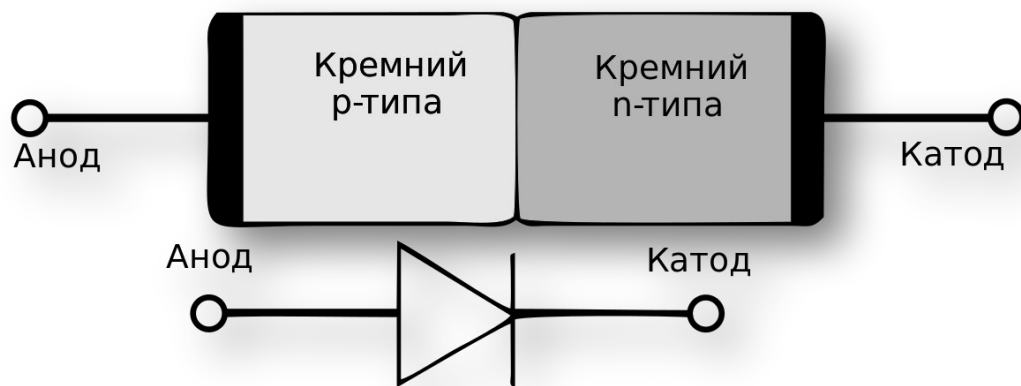 Кремний
p-типа
Кремний
n-типа
Анод
Катод
Анод
Катод